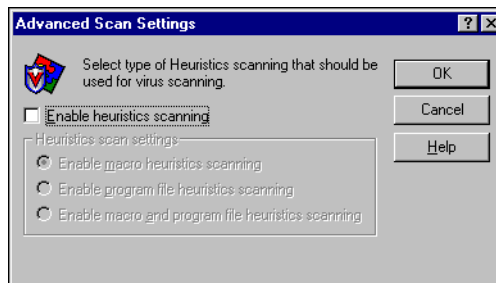 Advanced Scan Settings
Select type of Heuristics scanning that should be
used for virus scanning.
OK
Enable heuristics scanning
Cancel
Heuristics scan settings
Help
Enable macro heuristics scanning
Enable program file heuristics scanning
Enable macro and program file heuristics scanning